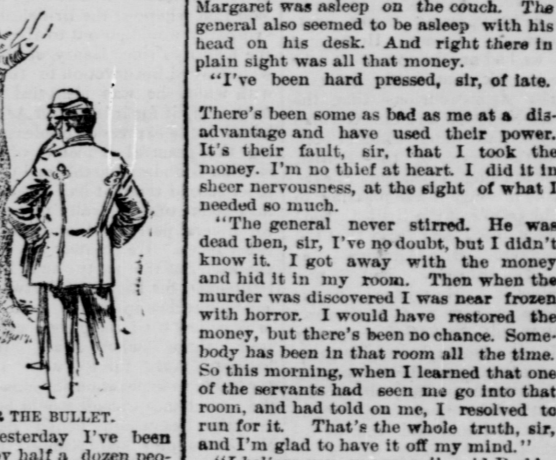 THE BULLET.
esterday I've been
half a dozen peo-
Margaret was asleep on the couch. The
general also seemed to be asleep with his
head on his desk. And right there in
plain sight was all that money.
"I've been hard pressed, sir, of late.
There's been some as bad as me at a dis-
advantage and have used their power.
It's their fault, sir, that I took the
money. I'm no thief at heart. I did it in
sheer nervousness, at the sight of what I
needed so much.
"The general never stirred. He was
dead then, sir, I've no doubt, but I didn't
know it. I got away with the money
and hid it in my room. Then when the
murder was discovered I was near frozen
with horror. I would have restored the
money, but there's been no chance. Some-
body has been in that room all the time.
So this morning, when I learned that one
of the servants had seen me go into that
room, and had told on me, I resolved to
run for it. That's the whole truth, sir,
and I'm glad to have it off my mind."